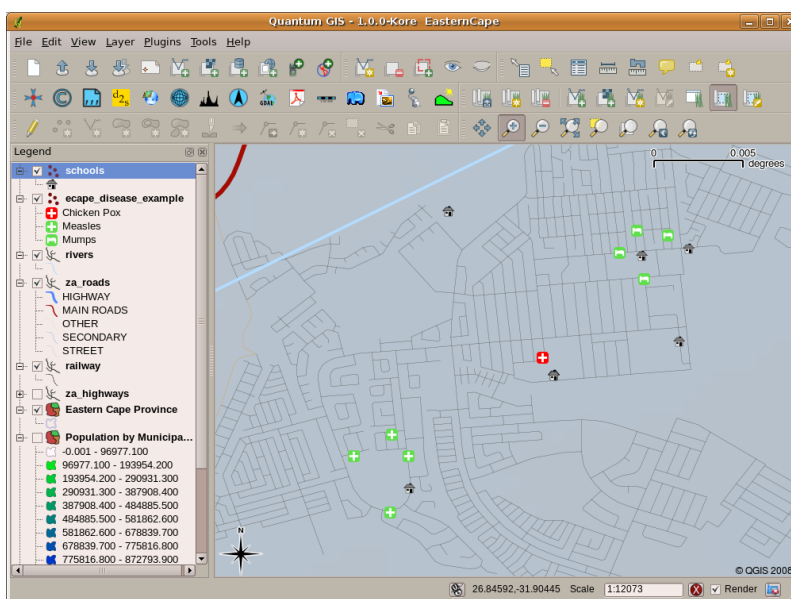 Quantum GIS - 1.0.0-Kore EasternCape
File Edit View Layer Plugins Tools Help
Legend
schools
ecape_disease_example
Chicken Pox
Measles
Mumps
rivers
za_roads
HIGHWAY
MAIN ROADS
OTHER
SECONDARY
STREET
railway
za_highways
Eastern Cape Province
Population by Municipa...
-0.001 - 96977.100
96977.100 - 193954.200
193954.200 - 290931.300
290931.300 - 387908.400
387908.400 - 484885.500
484885.500 - 581862.600
581862.600 - 678839.700
678839.700 - 775816.800
775816.800 - 872793.900
0 0.005
degrees
N
© QGIS 2008
26.84592,-31.90445 Scale 1:12073 Render